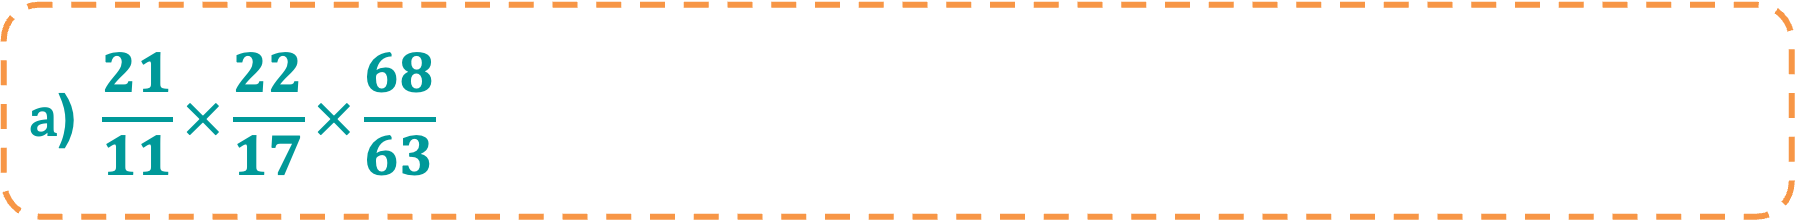 a) 21/11 × 22/17 × 68/63